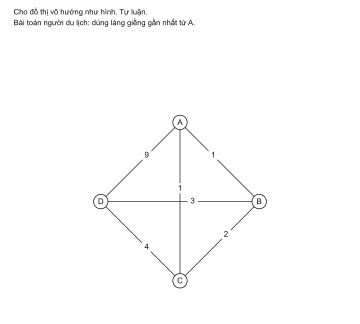 Cho đồ thị vô hướng như hình. Tự luận.
Bài toán người du lịch: dùng láng giềng gần nhất từ A.
A
9
1
1
D
3
B
2
4
C